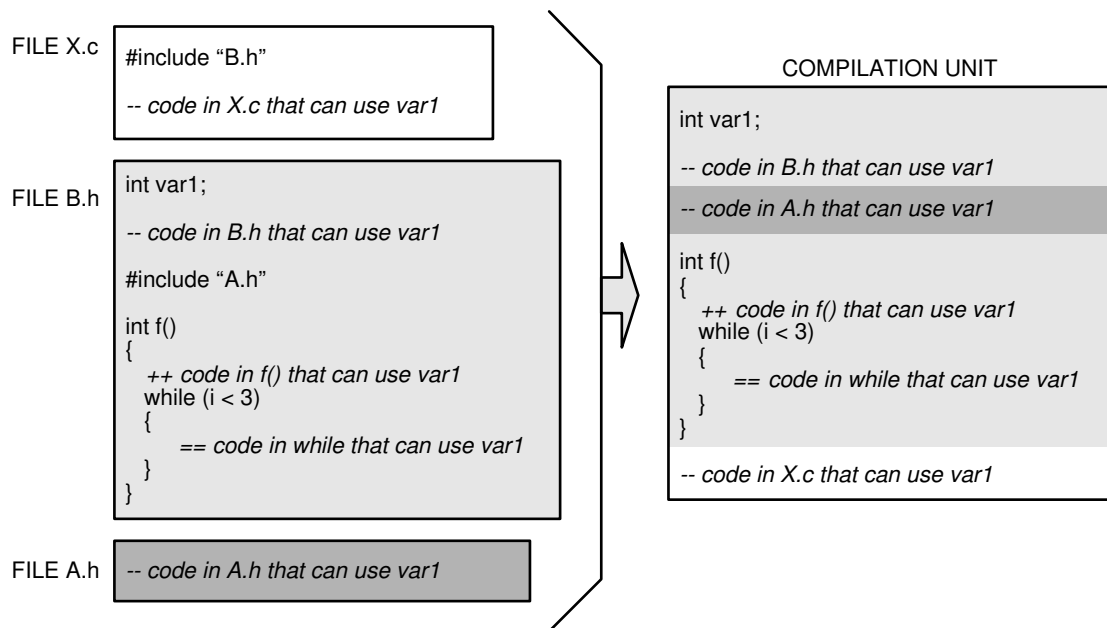 FILE X.c
#include “B.h”
-- code in X.c that can use var1
FILE B.h
int var1;
-- code in B.h that can use var1
#include “A.h”
int f()
{
++ code in f() that can use var1
while (i < 3)
{
== code in while that can use var1
}
}
FILE A.h
-- code in A.h that can use var1
COMPILATION UNIT
int var1;
-- code in B.h that can use var1
-- code in A.h that can use var1
int f()
{
++ code in f() that can use var1
while (i < 3)
{
== code in while that can use var1
}
}
-- code in X.c that can use var1